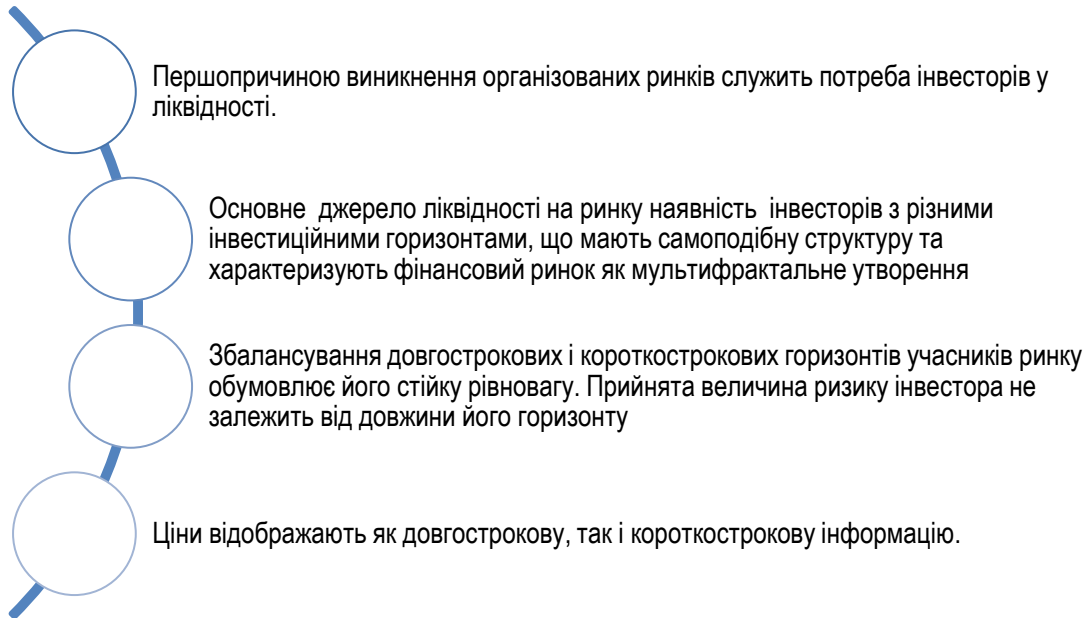 Першопричиною виникнення організованих ринків служить потреба інвесторів у
ліквідності.
Основне  джерело ліквідності на ринку наявність  інвесторів з різними
інвестиційними горизонтами, що мають самоподібну структуру та
характеризують фінансовий ринок як мультифрактальне утворення
Збалансування довгострокових і короткострокових горизонтів учасників ринку
обумовлює його стійку рівновагу. Прийнята величина ризику інвестора не
залежить від довжини його горизонту
Ціни відображають як довгострокову, так і короткострокову інформацію.